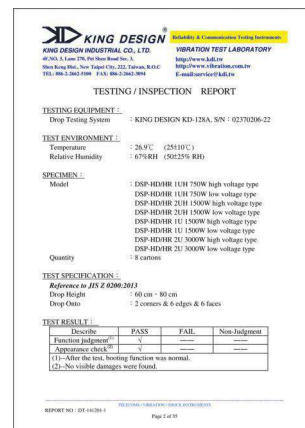 KING DESIGN®
Reliability & Communication Testing Instruments
KING DESIGN INDUSTRIAL CO., LTD.
VIBRATION TEST LABORATORY
4F,NO. 3, Lane 270, Pei Shen Road Sec. 3,
http://www.kdi.tw
Shen Keng Dist., New Taipei City, 222, Taiwan, R.O.C
http://www.vibration.com.tw
TEL: 886-2-2662-5100 FAX: 886-2-2662-3094
E-mail:service@kdi.tw
TESTING / INSPECTION REPORT
TESTING EQUIPMENT :
Drop Testing System : KING DESIGN KD-128A, S/N : 02370206-22
TEST ENVIRONMENT :
Temperature : 26.9℃ (25±10℃)
Relative Humidity : 67%RH (50±25% RH)
SPECIMEN :
Model : DSP-HD/HR 1UH 750W high voltage type
DSP-HD/HR 1UH 750W low voltage type
DSP-HD/HR 2UH 1500W high voltage type
DSP-HD/HR 2UH 1500W low voltage type
DSP-HD/HR 1U 1500W high voltage type
DSP-HD/HR 1U 1500W low voltage type
DSP-HD/HR 2U 3000W high voltage type
DSP-HD/HR 2U 3000W low voltage type
Quantity : 8 cartons
TEST SPECIFICATION :
Reference to JIS Z 0200:2013
Drop Height : 60 cm、80 cm
Drop Onto : 2 corners & 6 edges & 6 faces
TEST RESULT :
Describe PASS FAIL Non-Judgment
Function judgment(1) √ —— ——
Appearance check(2) √ —— ——
(1)--After the test, booting function was normal.
(2)--No visible damages were found.
TELECOMS / VIBRATION / SHOCK INSTRUMENTS
REPORT NO : DT-141201-1
Page 2 of 35